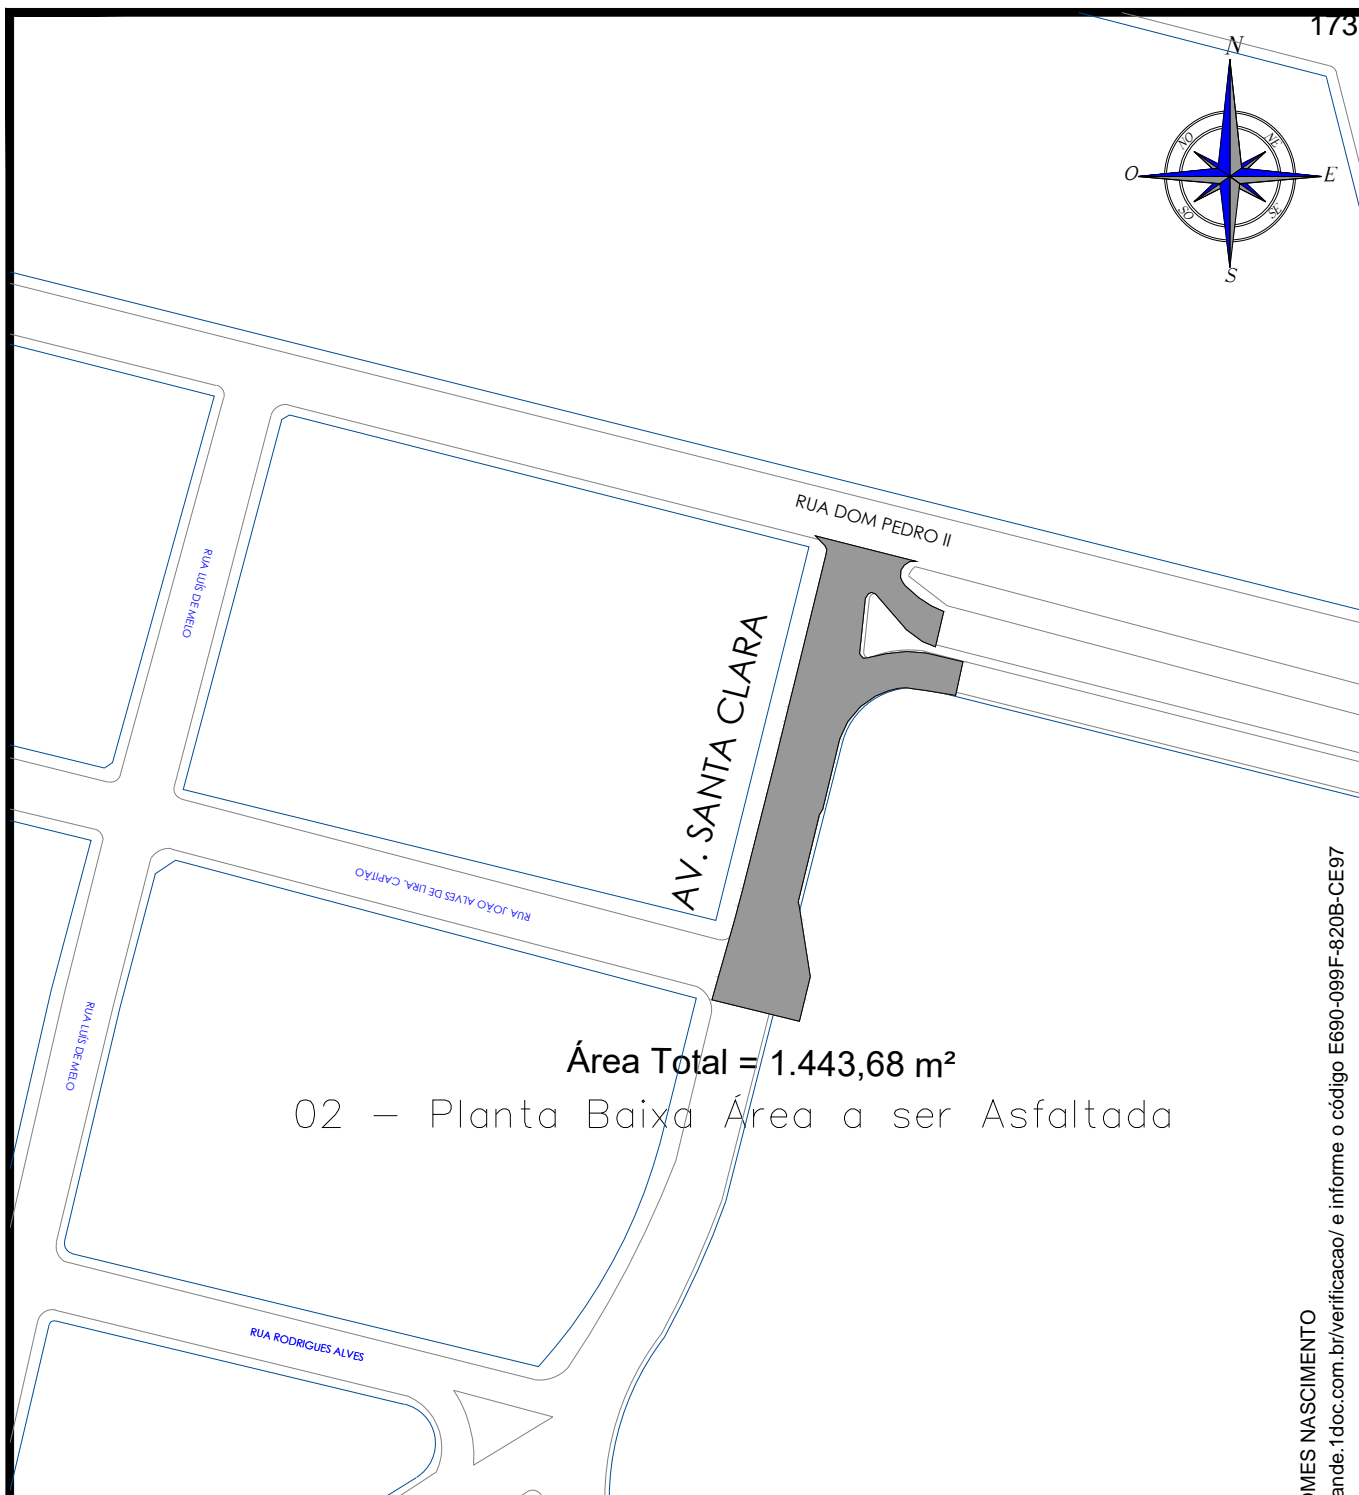 173
N
NO
NE
O
E
SO
SE
S
RUA DOM PEDRO II
RUA LUÍS DE MELO
AV. SANTA CLARA
RUA JOÃO ALVES DE LIRA, CAPITÃO
RUA LUÍS DE MELO
Área Total = 1.443,68 m²
02 - Planta Baixa Área a ser Asfaltada
RUA RODRIGUES ALVES
OMES NASCIMENTO
ande.1doc.com.br/verificacao/ e informe o código E690-099F-820B-CE97